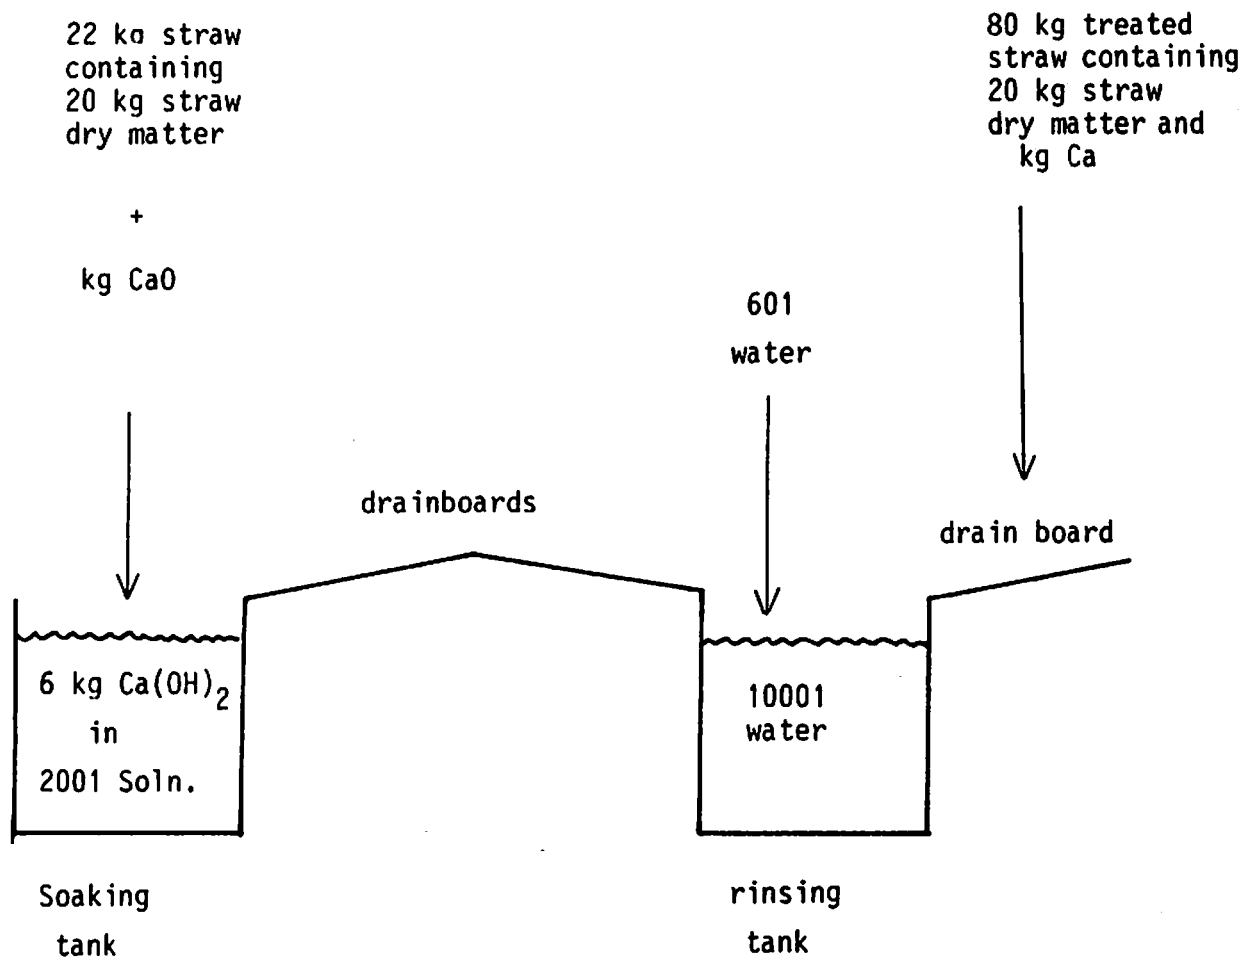 22 kg straw
containing
20 kg straw
dry matter
+
kg CaO
80 kg treated
straw containing
20 kg straw
dry matter and
kg Ca
601
water
drainboards
drain board
6 kg Ca(OH)2
in
2001 Soln.
10001
water
Soaking
tank
rinsing
tank